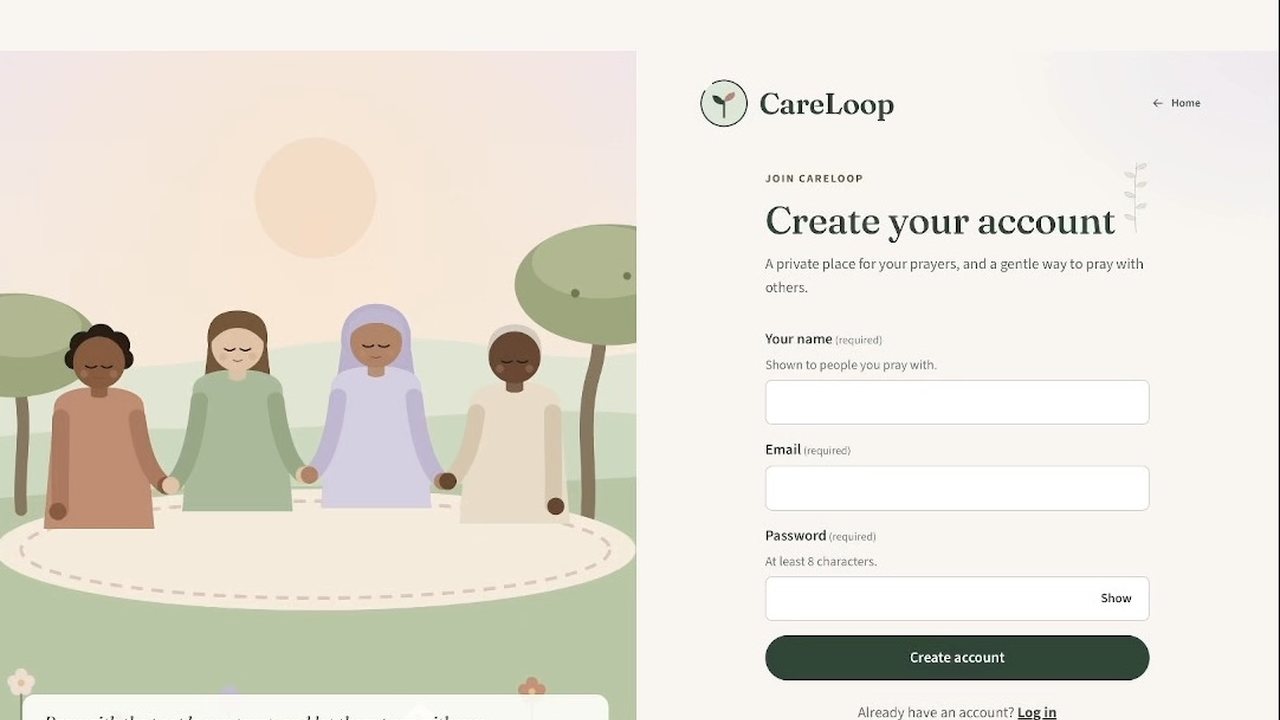 CareLoop
← Home
JOIN CARELOOP
Create your account
A private place for your prayers, and a gentle way to pray with
others.
Your name (required)
Shown to people you pray with.
Email (required)
Password (required)
At least 8 characters.
Show
Create account
Already have an account? Log in